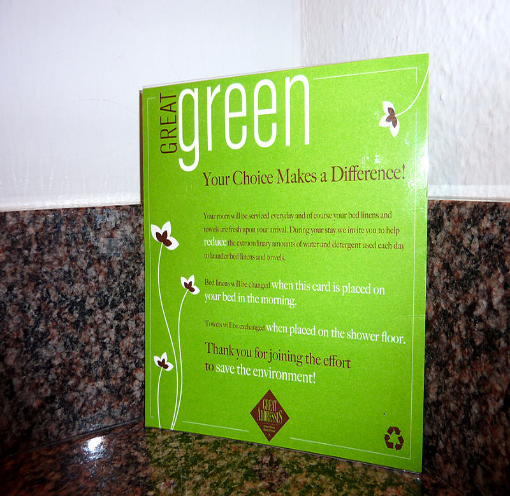 GREAT green
Your Choice Makes a Difference!
Your room will be serviced everyday and of course your bed linens and
towels are fresh upon your arrival. During your stay we invite you to help
reduce the extraordinary amounts of water and detergent used each day
to launder bed linens and towels.
Bed linens will be changed when this card is placed on
your bed in the morning.
Towels will be exchanged when placed on the shower floor.
Thank you for joining the effort
to save the environment!
GREAT
ADDRESSES